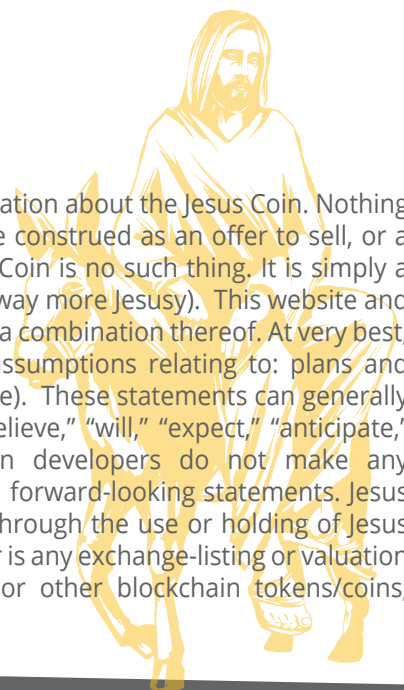 ation about the Jesus Coin. Nothing
e construed as an offer to sell, or a
Coin is no such thing. It is simply a
way more Jesusy). This website and
a combination thereof. At very best,
assumptions relating to: plans and
e). These statements can generally
elieve,” “will,” “expect,” “anticipate,”
n developers do not make any
forward-looking statements. Jesus
through the use or holding of Jesus
r is any exchange-listing or valuation
or other blockchain tokens/coins,